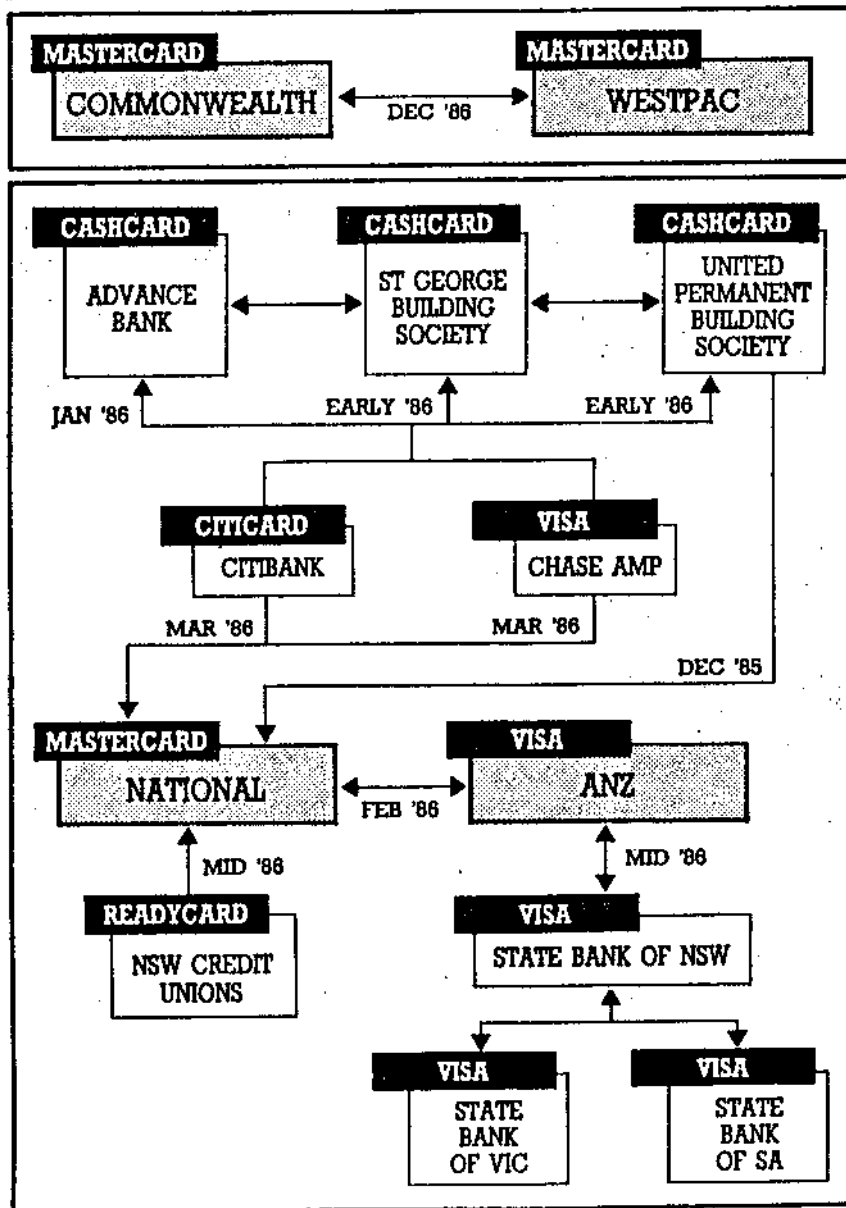 MASTERCARD
COMMONWEALTH
DEC '86
MASTERCARD
WESTPAC
CASHCARD
ADVANCE
BANK
CASHCARD
ST GEORGE
BUILDING
SOCIETY
CASHCARD
UNITED
PERMANENT
BUILDING
SOCIETY
JAN '86
EARLY '86
EARLY '86
CITICARD
CITIBANK
VISA
CHASE AMP
MAR '86
MAR '86
DEC '85
MASTERCARD
NATIONAL
FEB '86
VISA
ANZ
MID '86
MID '86
READYCARD
NSW CREDIT
UNIONS
VISA
STATE BANK OF NSW
VISA
STATE
BANK
OF VIC
VISA
STATE
BANK
OF SA